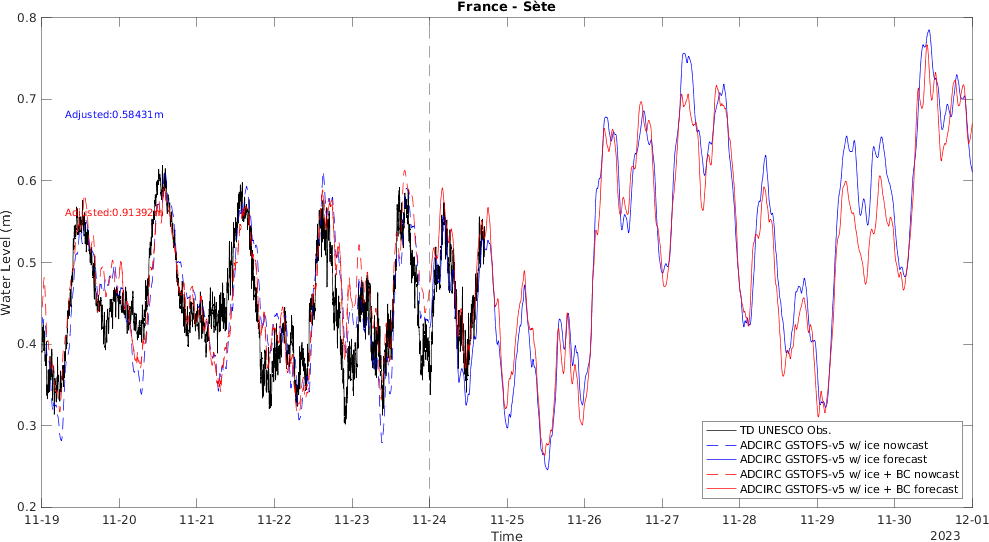 France - Sète
Water Level (m)
0.8
0.7
0.6
0.5
0.4
0.3
0.2
Adjusted:0.58431m
Adjusted:0.91392m
TD UNESCO Obs.
ADCIRC GSTOFS-v5 w/ ice nowcast
ADCIRC GSTOFS-v5 w/ ice forecast
ADCIRC GSTOFS-v5 w/ ice + BC nowcast
ADCIRC GSTOFS-v5 w/ ice + BC forecast
11-19 11-20 11-21 11-22 11-23 11-24 11-25 11-26 11-27 11-28 11-29 11-30 12-01
Time
2023